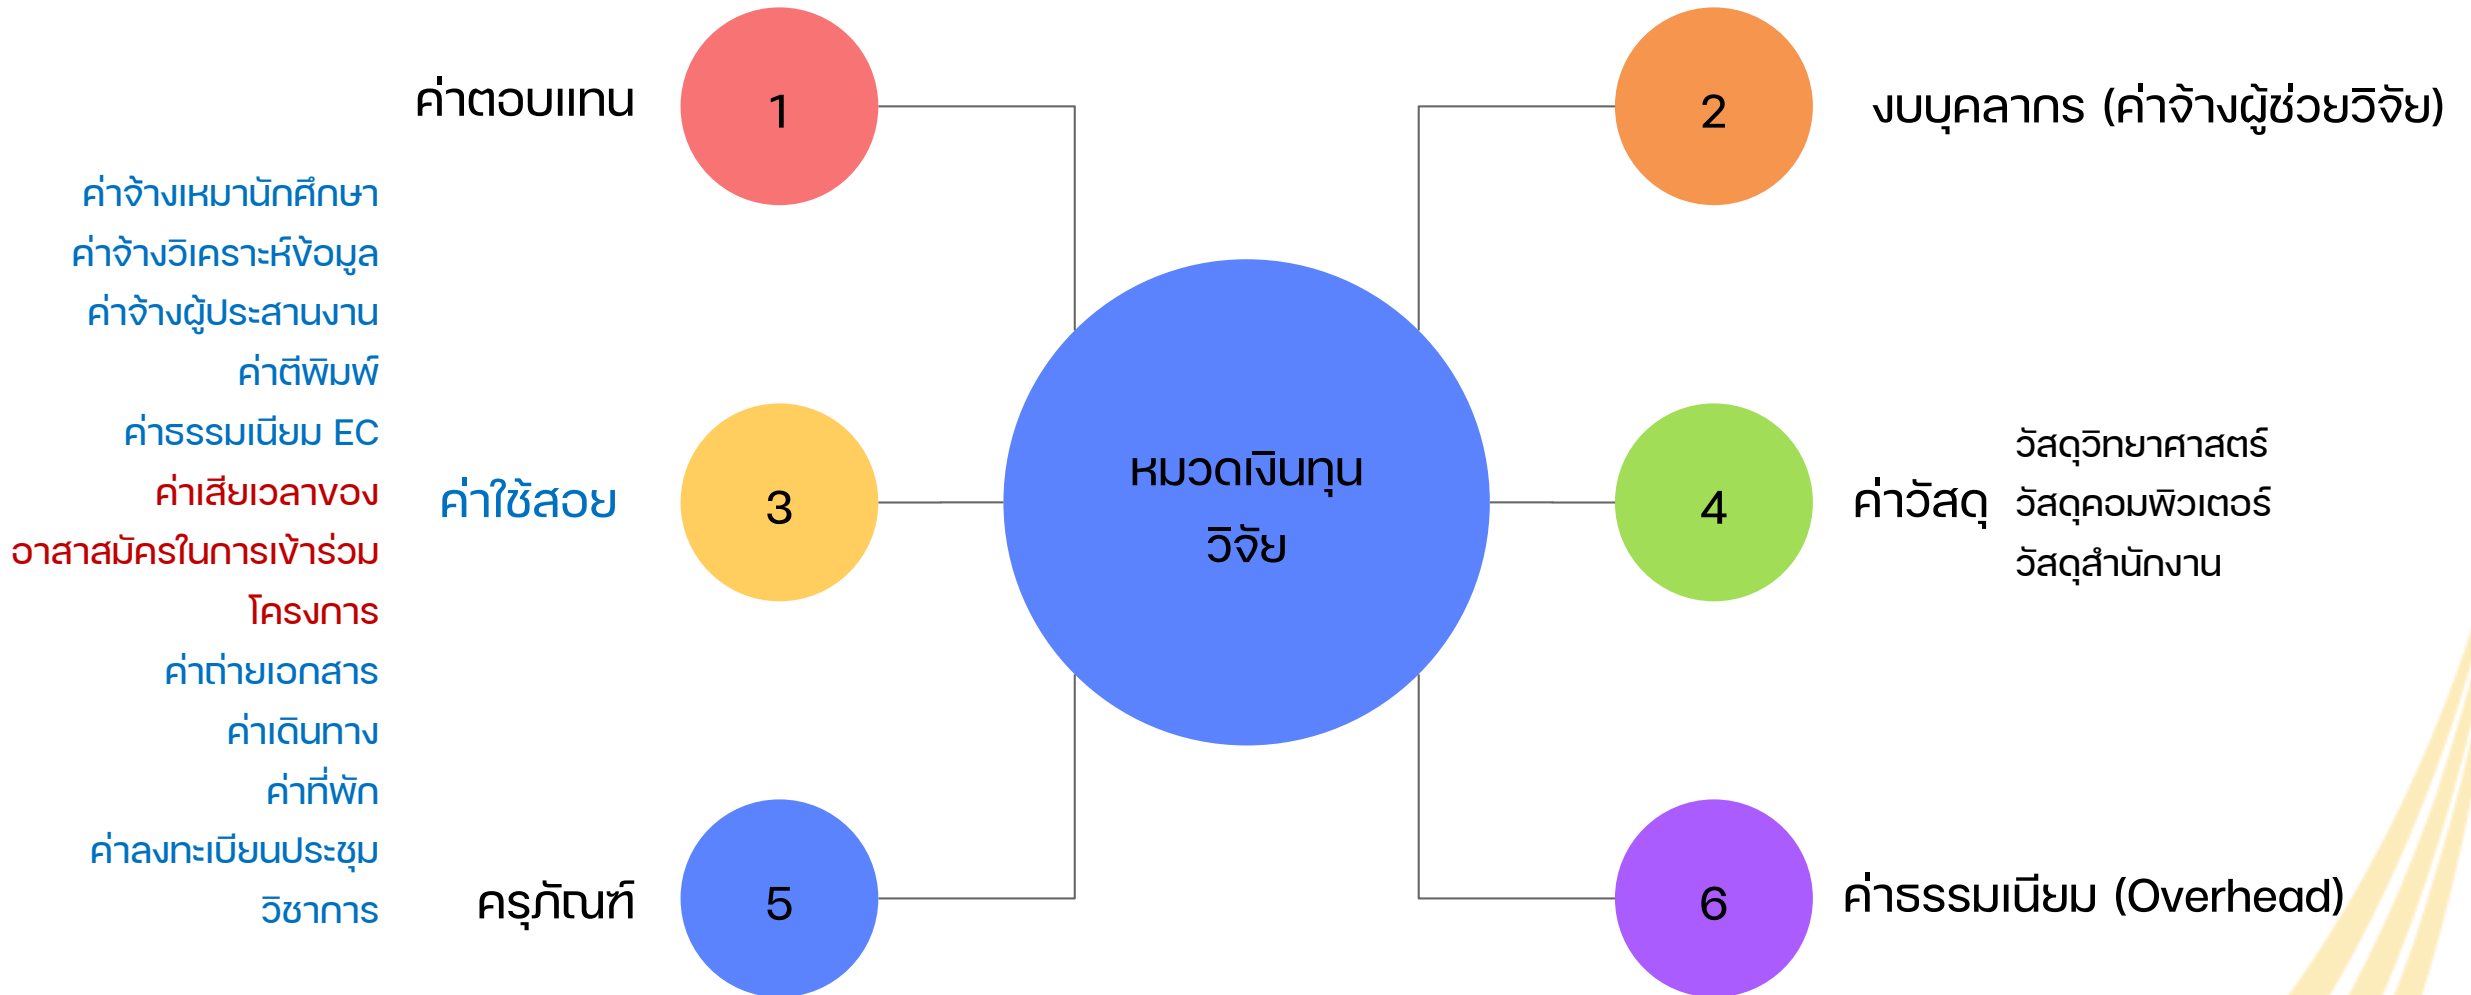 ค่าตอบแทน
1
2
งบบุคลากร (ค่าจ้างผู้ช่วยวิจัย)
ค่าจ้างเหมานักศึกษา
ค่าจ้างวิเคราะห์ข้อมูล
ค่าจ้างผู้ประสานงาน
ค่าตีพิมพ์
ค่าธรรมเนียม EC
ค่าเสียเวลาของ
อาสาสมัครในการเข้าร่วม
โครงการ
ค่าถ่ายเอกสาร
ค่าเดินทาง
ค่าที่พัก
ค่าลงทะเบียนประชุม
วิชาการ
ค่าใช้สอย
3
หมวดเงินทุน
วิจัย
4
ค่าวัสดุ
วัสดุวิทยาศาสตร์
วัสดุคอมพิวเตอร์
วัสดุสำนักงาน
ครุภัณฑ์
5
6
ค่าธรรมเนียม (Overhead)